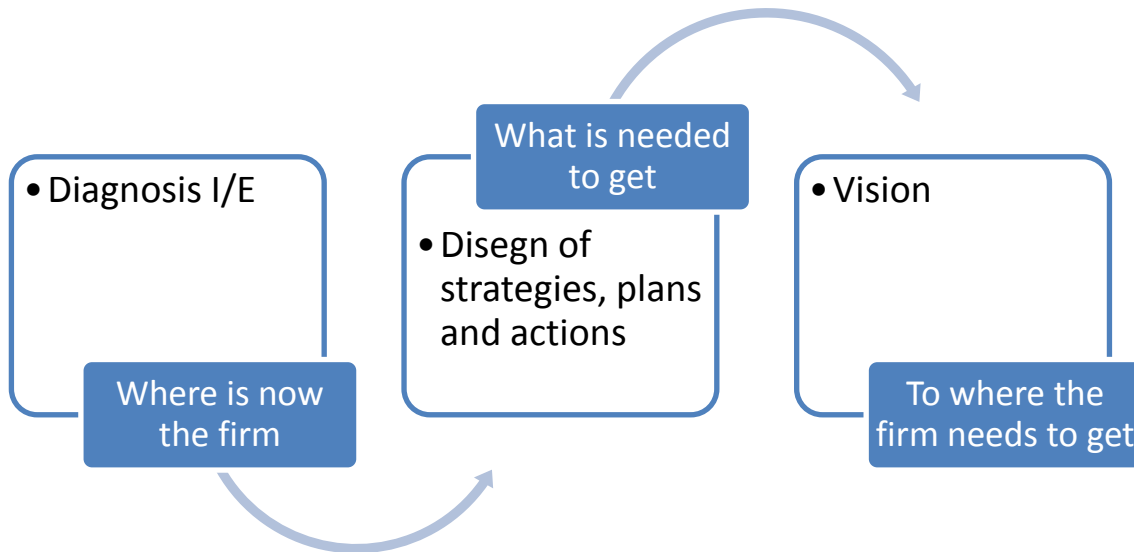 • Diagnosis I/E
Where is now
the firm
What is needed
to get
• Disegn of
strategies, plans
and actions
• Vision
To where the
firm needs to get